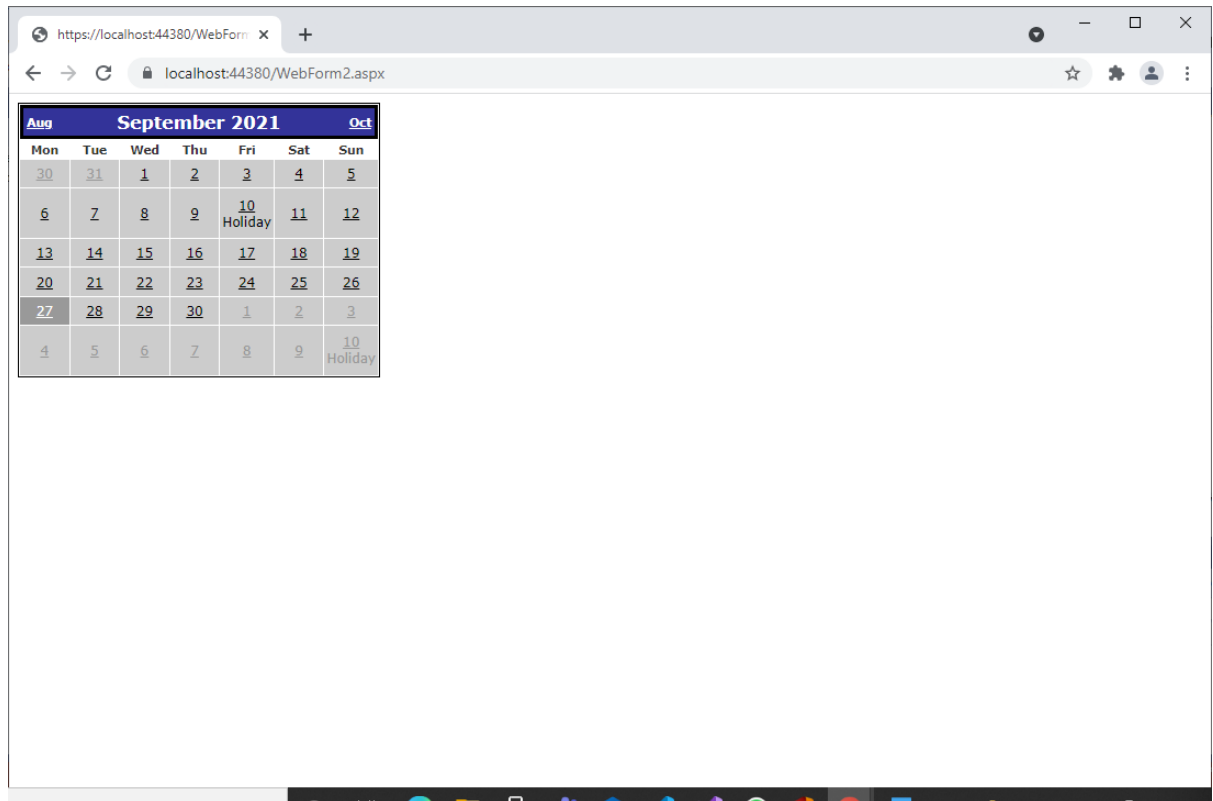 https://localhost:44380/WebForm
localhost:44380/WebForm2.aspx
Aug September 2021 Oct
Mon Tue Wed Thu Fri Sat Sun
30 31 1 2 3 4 5
6 7 8 9 10 Holiday 11 12
13 14 15 16 17 18 19
20 21 22 23 24 25 26
27 28 29 30 1 2 3
4 5 6 7 8 9 10 Holiday